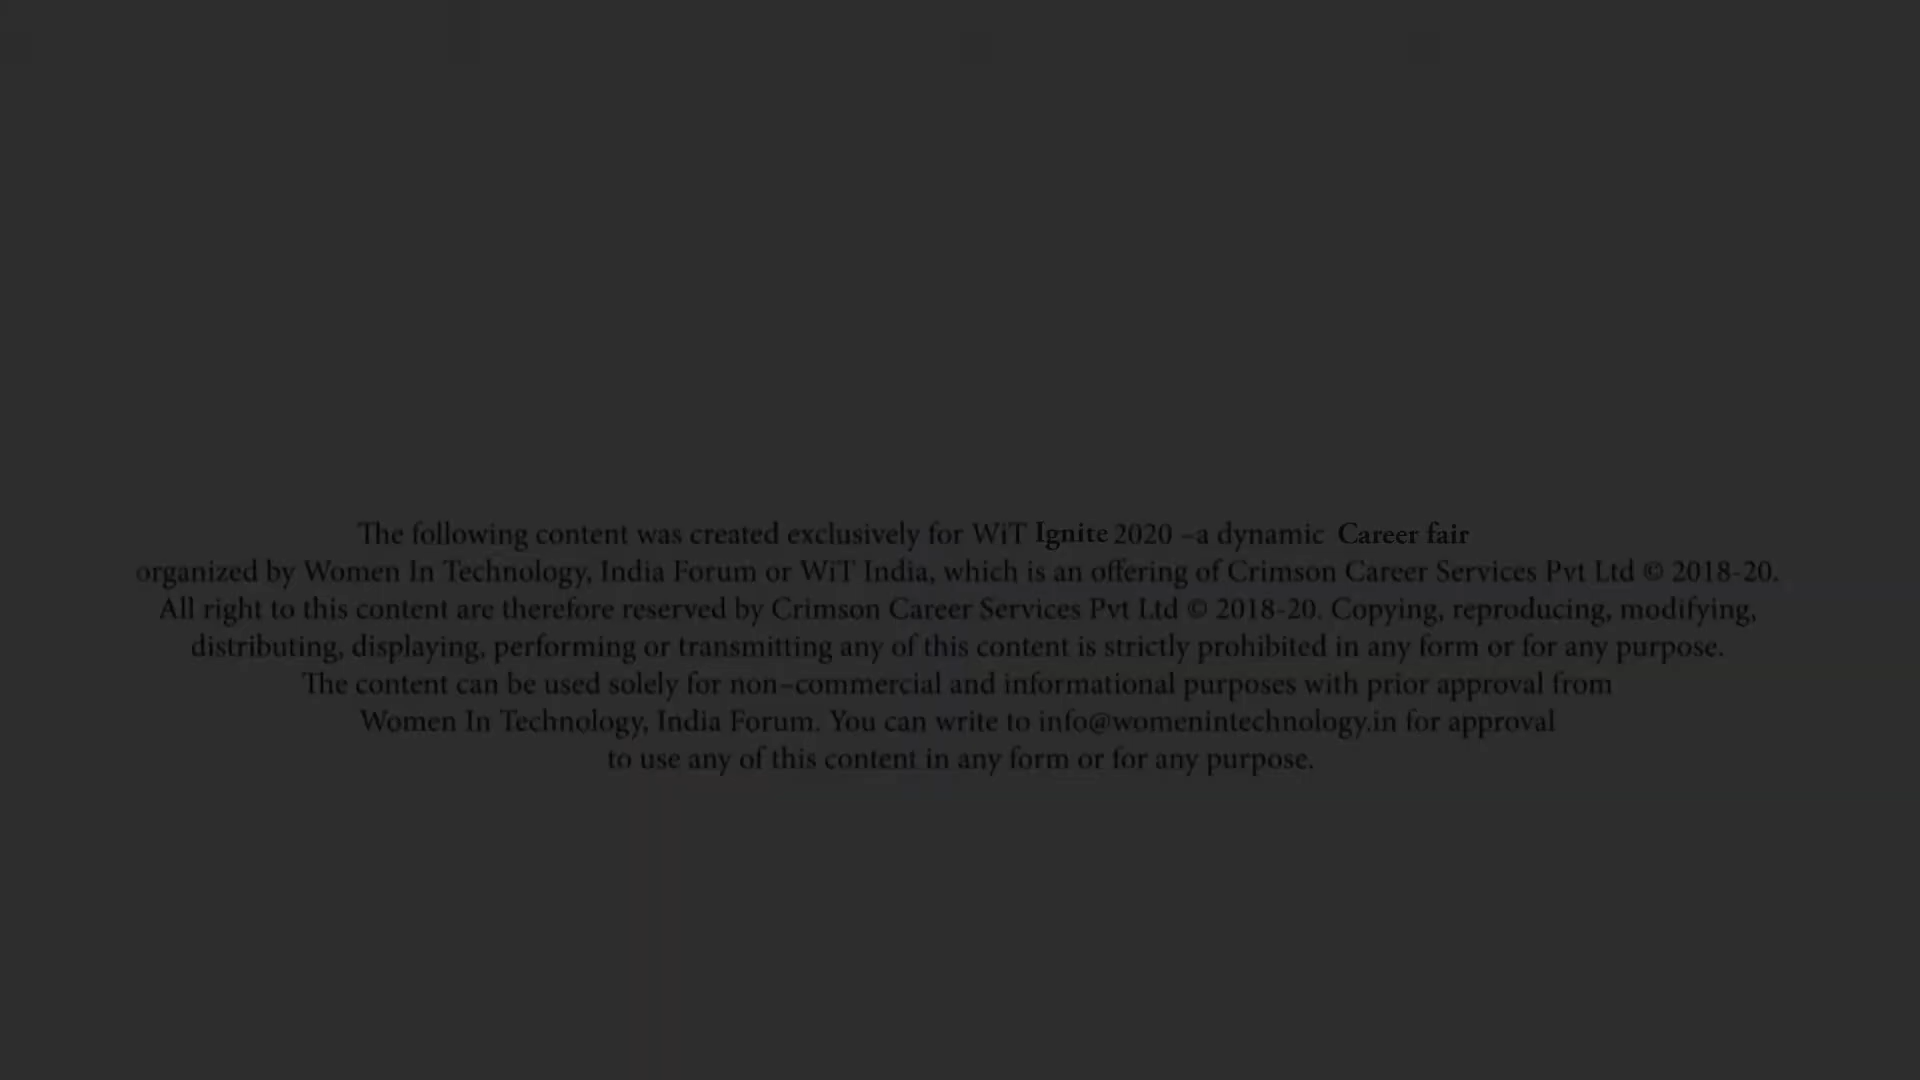 The following content was created exclusively for WiT Ignite 2020 –a dynamic Career fair
organized by Women In Technology, India Forum or WiT India, which is an offering of Crimson Career Services Pvt Ltd © 2018-20.
All right to this content are therefore reserved by Crimson Career Services Pvt Ltd © 2018-20. Copying, reproducing, modifying,
distributing, displaying, performing or transmitting any of this content is strictly prohibited in any form or for any purpose.
The content can be used solely for non–commercial and informational purposes with prior approval from
Women In Technology, India Forum. You can write to info@womenintechnology.in for approval
to use any of this content in any form or for any purpose.